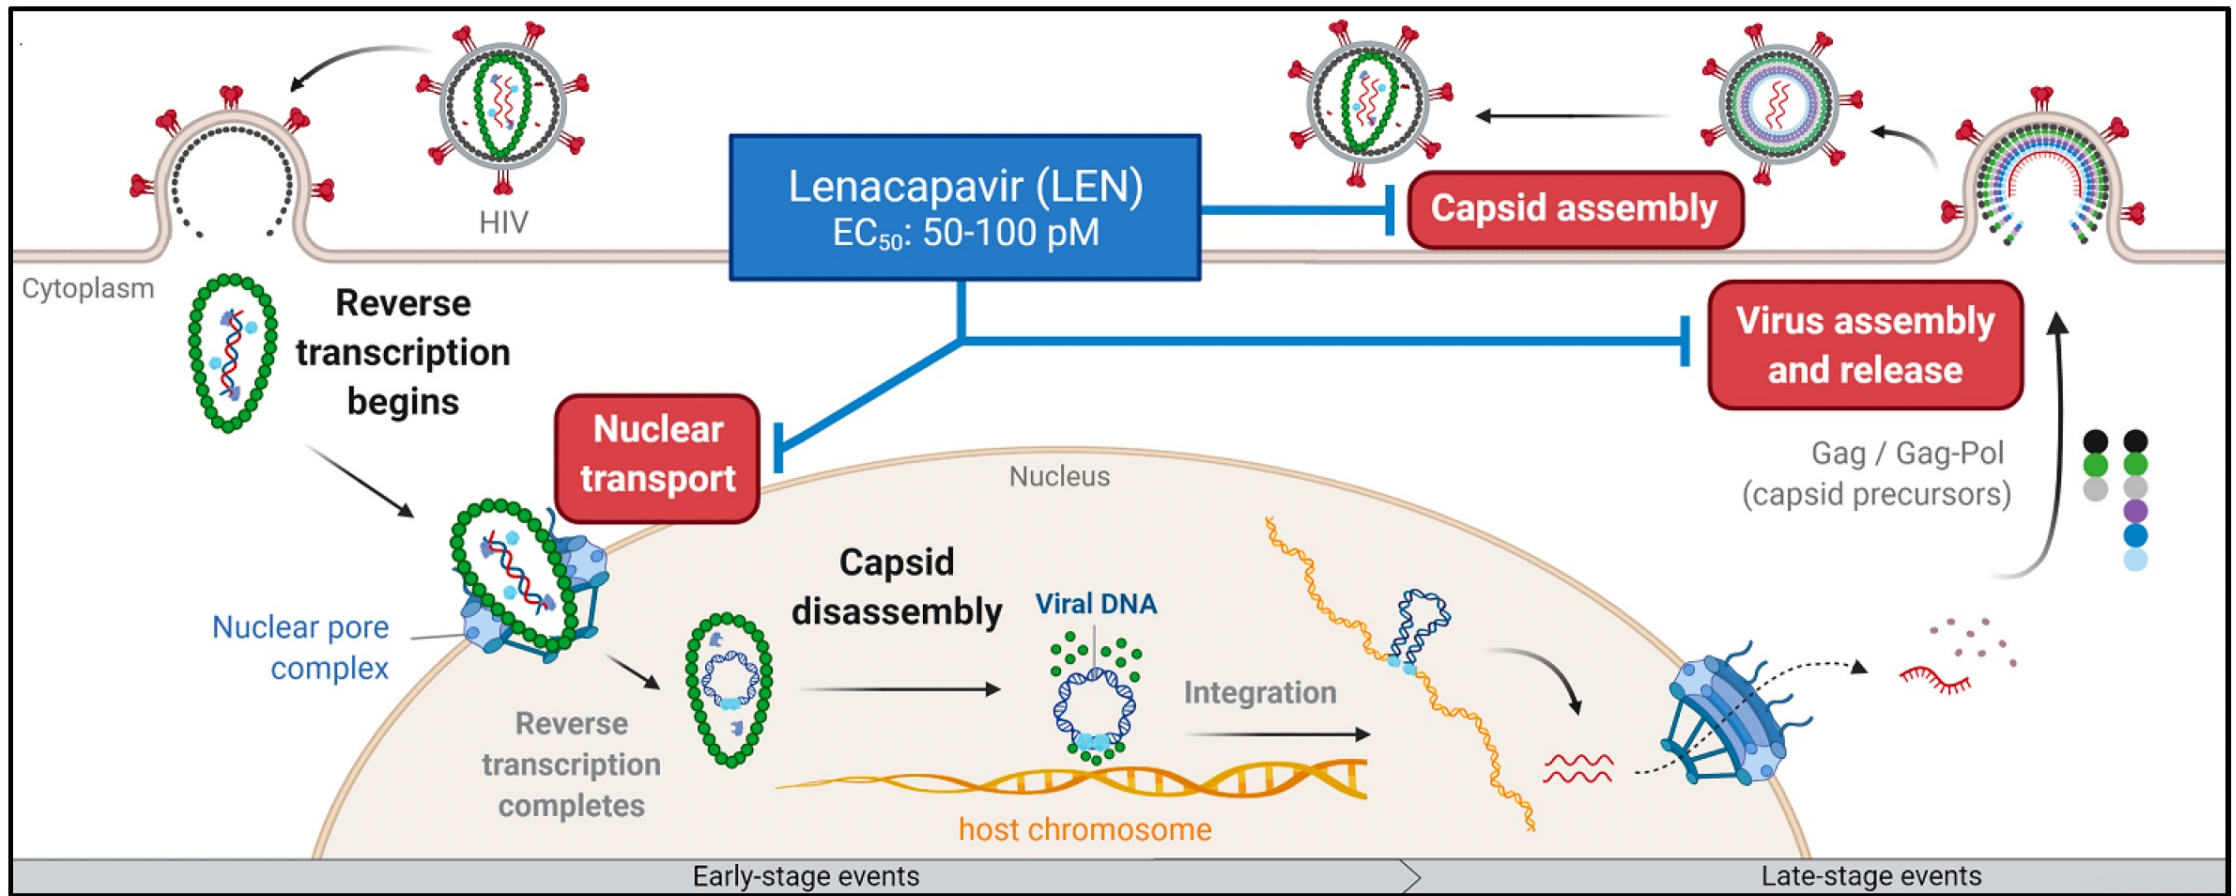 HIV
Lenacapavir (LEN)
EC₅₀: 50-100 pM
Capsid assembly
Cytoplasm
Reverse
transcription
begins
Virus assembly
and release
Nuclear
transport
Gag / Gag-Pol
(capsid precursors)
Nucleus
Capsid
disassembly
Viral DNA
Nuclear pore
complex
Integration
Reverse
transcription
completes
host chromosome
Early-stage events
Late-stage events